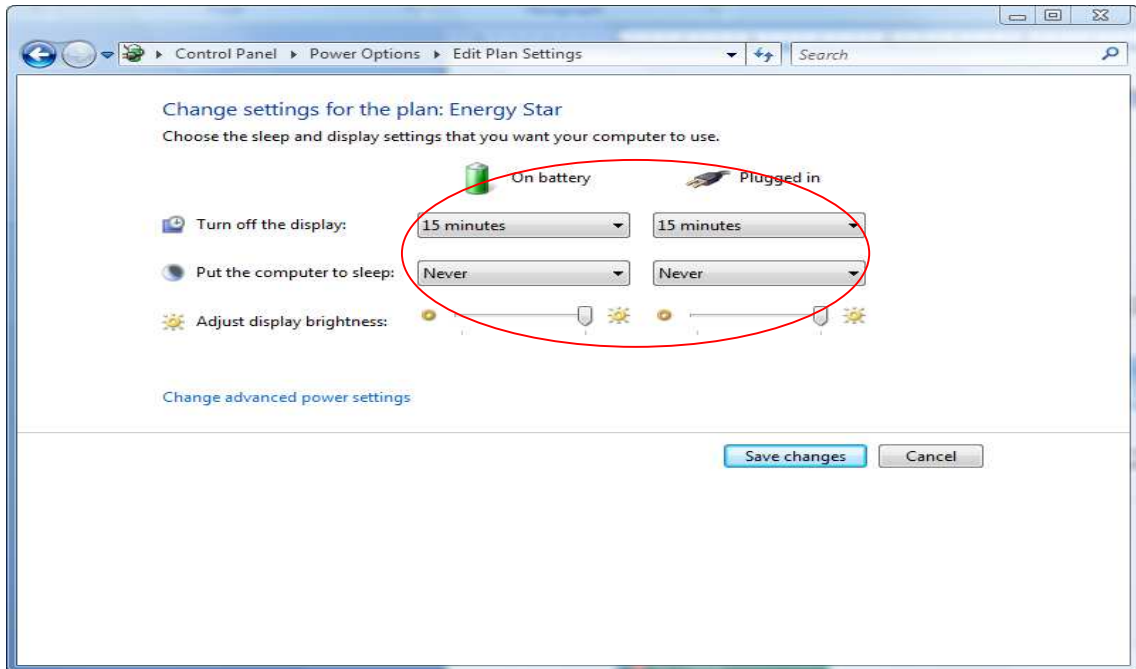 Control Panel Power Options Edit Plan Settings Search
Change settings for the plan: Energy Star
Choose the sleep and display settings that you want your computer to use.
On battery Plugged in
Turn off the display: 15 minutes 15 minutes
Put the computer to sleep: Never Never
Adjust display brightness:
Change advanced power settings
Save changes Cancel